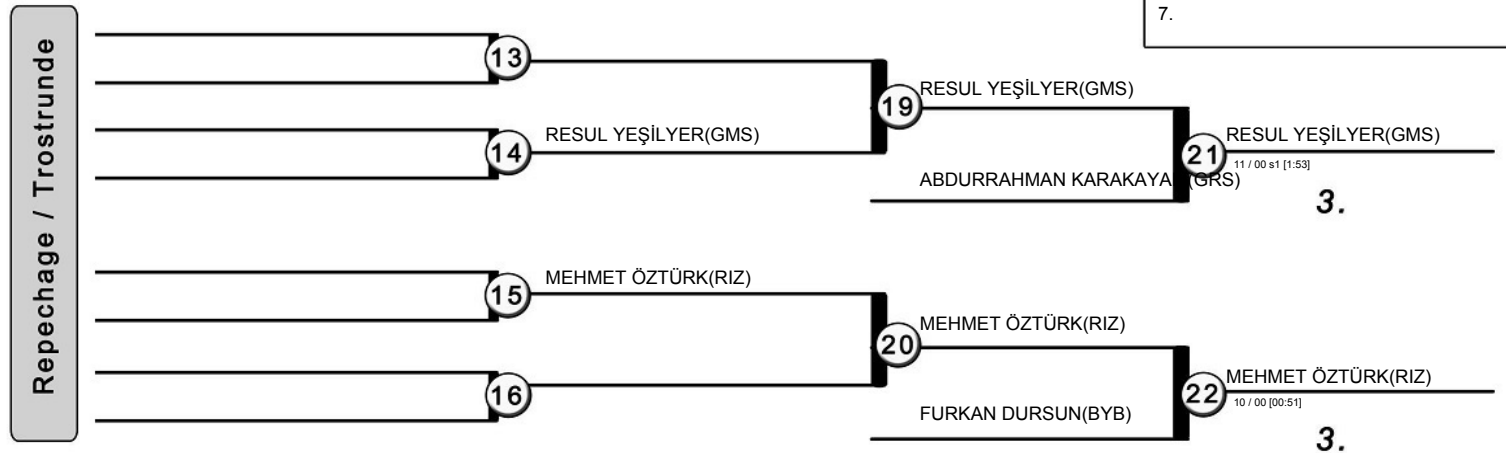 7.
Repechage / Trostrunde
13
RESUL YEŞİLYER(GMS)
19
RESUL YEŞİLYER(GMS)
14
RESUL YEŞİLYER(GMS)
21
11 / 00 s1 [1:53]
ABDURRAHMAN KARAKAYA (GRS)
3.
MEHMET ÖZTÜRK(RIZ)
15
MEHMET ÖZTÜRK(RIZ)
20
MEHMET ÖZTÜRK(RIZ)
22
16
10 / 00 [00:51]
FURKAN DURSUN(BYB)
3.